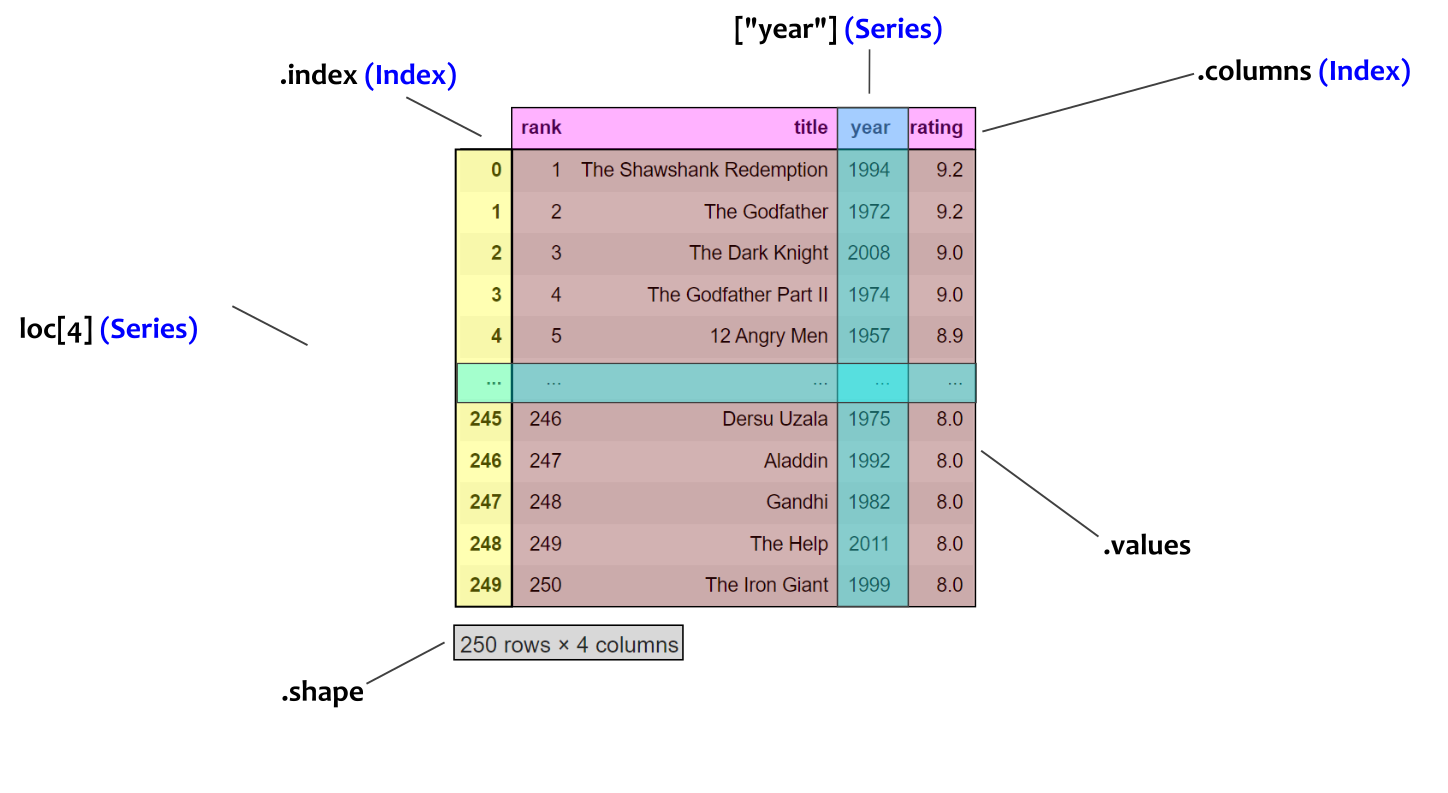 ["year"] (Series)
.index (Index)
.columns (Index)
rank title year rating
0 1 The Shawshank Redemption 1994 9.2
1 2 The Godfather 1972 9.2
2 3 The Dark Knight 2008 9.0
3 4 The Godfather Part II 1974 9.0
loc[4] (Series)
4 5 12 Angry Men 1957 8.9
... ... ... ... ...
245 246 Dersu Uzala 1975 8.0
246 247 Aladdin 1992 8.0
247 248 Gandhi 1982 8.0
248 249 The Help 2011 8.0
.values
249 250 The Iron Giant 1999 8.0
250 rows × 4 columns
.shape